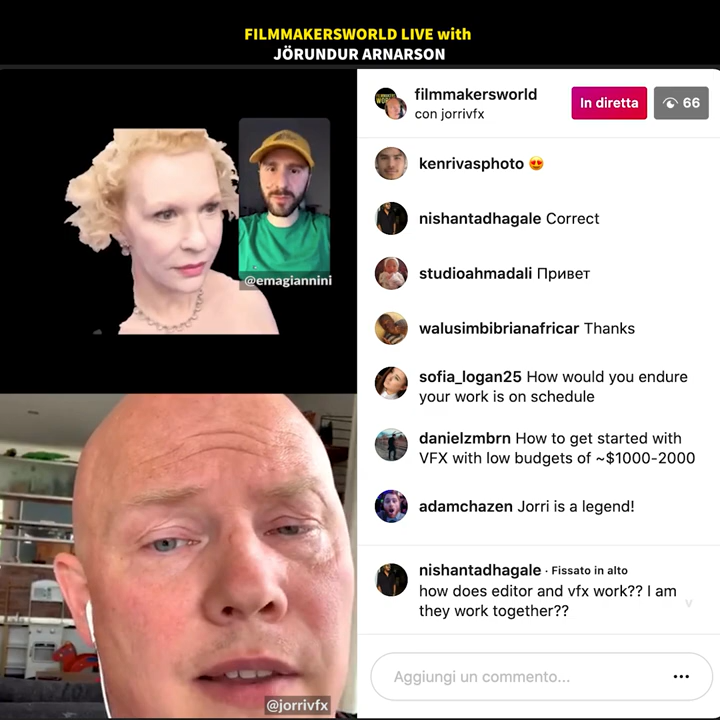 FILMMAKERSWORLD LIVE with
JÖRUNDUR ARNARSON
filmmakersworld
con jorrivfx
In diretta
66
kenrivasphoto 😍
nishantadhagale Correct
studioahmadali Привет
walusimbibrianafricar Thanks
sofia_logan25 How would you endure
your work is on schedule
danielzmbrn How to get started with
VFX with low budgets of ~$1000-2000
adamchazen Jorri is a legend!
nishantadhagale · Fissato in alto
how does editor and vfx work?? I am
they work together??
Aggiungi un commento...
@emagiannini
@jorrivfx